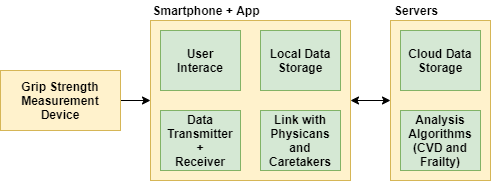 Smartphone + App
Servers
Grip Strength
Measurement
Device
User
Interace
Local Data
Storage
Data
Transmitter
+
Receiver
Link with
Physicans
and
Caretakers
Cloud Data
Storage
Analysis
Algorithms
(CVD and
Frailty)